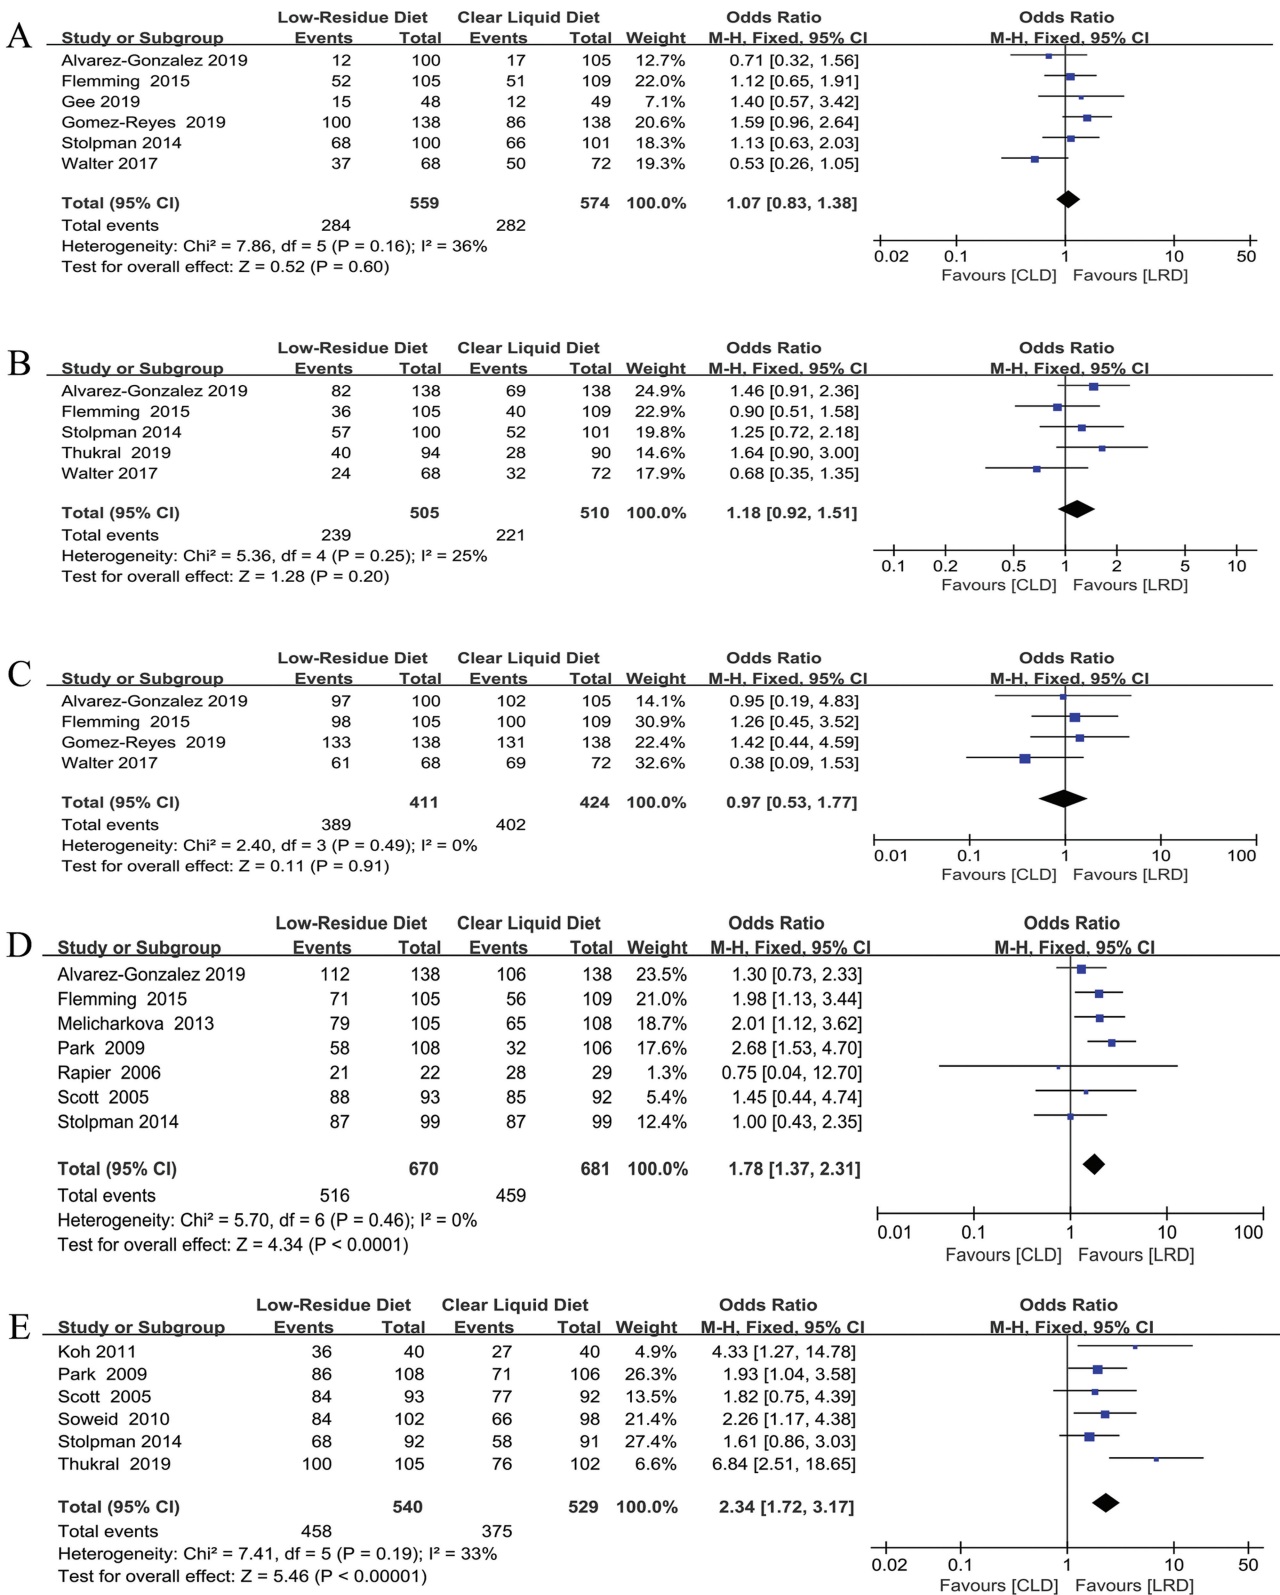 A
Low-Residue Diet Clear Liquid Diet Odds Ratio Odds Ratio
Study or Subgroup Events Total Events Total Weight M-H, Fixed, 95% CI M-H, Fixed, 95% CI
Alvarez-Gonzalez 2019 12 100 17 105 12.7% 0.71 [0.32, 1.56]
Flemming 2015 52 105 51 109 22.0% 1.12 [0.65, 1.91]
Gee 2019 15 48 12 49 7.1% 1.40 [0.57, 3.42]
Gomez-Reyes 2019 100 138 86 138 20.6% 1.59 [0.96, 2.64]
Stolpman 2014 68 100 66 101 18.3% 1.13 [0.63, 2.03]
Walter 2017 37 68 50 72 19.3% 0.53 [0.26, 1.05]
Total (95% CI) 559 574 100.0% 1.07 [0.83, 1.38]
Total events 284 282
Heterogeneity: Chi² = 7.86, df = 5 (P = 0.16); I² = 36%
Test for overall effect: Z = 0.52 (P = 0.60)
0.02 0.1 1 10 50
Favours [CLD] Favours [LRD]
B
Low-Residue Diet Clear Liquid Diet Odds Ratio Odds Ratio
Study or Subgroup Events Total Events Total Weight M-H, Fixed, 95% CI M-H, Fixed, 95% CI
Alvarez-Gonzalez 2019 82 138 69 138 24.9% 1.46 [0.91, 2.36]
Flemming 2015 36 105 40 109 22.9% 0.90 [0.51, 1.58]
Stolpman 2014 57 100 52 101 19.8% 1.25 [0.72, 2.18]
Thukral 2019 40 94 28 90 14.6% 1.64 [0.90, 3.00]
Walter 2017 24 68 32 72 17.9% 0.68 [0.35, 1.35]
Total (95% CI) 505 510 100.0% 1.18 [0.92, 1.51]
Total events 239 221
Heterogeneity: Chi² = 5.36, df = 4 (P = 0.25); I² = 25%
Test for overall effect: Z = 1.28 (P = 0.20)
0.1 0.2 0.5 1 2 5 10
Favours [CLD] Favours [LRD]
C
Low-Residue Diet Clear Liquid Diet Odds Ratio Odds Ratio
Study or Subgroup Events Total Events Total Weight M-H, Fixed, 95% CI M-H, Fixed, 95% CI
Alvarez-Gonzalez 2019 97 100 102 105 14.1% 0.95 [0.19, 4.83]
Flemming 2015 98 105 100 109 30.9% 1.26 [0.45, 3.52]
Gomez-Reyes 2019 133 138 131 138 22.4% 1.42 [0.44, 4.59]
Walter 2017 61 68 69 72 32.6% 0.38 [0.09, 1.53]
Total (95% CI) 411 424 100.0% 0.97 [0.53, 1.77]
Total events 389 402
Heterogeneity: Chi² = 2.40, df = 3 (P = 0.49); I² = 0%
Test for overall effect: Z = 0.11 (P = 0.91)
0.01 0.1 1 10 100
Favours [CLD] Favours [LRD]
D
Low-Residue Diet Clear Liquid Diet Odds Ratio Odds Ratio
Study or Subgroup Events Total Events Total Weight M-H, Fixed, 95% CI M-H, Fixed, 95% CI
Alvarez-Gonzalez 2019 112 138 106 138 23.5% 1.30 [0.73, 2.33]
Flemming 2015 71 105 56 109 21.0% 1.98 [1.13, 3.44]
Melicharkova 2013 79 105 65 108 18.7% 2.01 [1.12, 3.62]
Park 2009 58 108 32 106 17.6% 2.68 [1.53, 4.70]
Rapier 2006 21 22 28 29 1.3% 0.75 [0.04, 12.70]
Scott 2005 88 93 85 92 5.4% 1.45 [0.44, 4.74]
Stolpman 2014 87 99 87 99 12.4% 1.00 [0.43, 2.35]
Total (95% CI) 670 681 100.0% 1.78 [1.37, 2.31]
Total events 516 459
Heterogeneity: Chi² = 5.70, df = 6 (P = 0.46); I² = 0%
Test for overall effect: Z = 4.34 (P < 0.0001)
0.01 0.1 1 10 100
Favours [CLD] Favours [LRD]
E
Low-Residue Diet Clear Liquid Diet Odds Ratio Odds Ratio
Study or Subgroup Events Total Events Total Weight M-H, Fixed, 95% CI M-H, Fixed, 95% CI
Koh 2011 36 40 27 40 4.9% 4.33 [1.27, 14.78]
Park 2009 86 108 71 106 26.3% 1.93 [1.04, 3.58]
Scott 2005 84 93 77 92 13.5% 1.82 [0.75, 4.39]
Soweid 2010 84 102 66 98 21.4% 2.26 [1.17, 4.38]
Stolpman 2014 68 92 58 91 27.4% 1.61 [0.86, 3.03]
Thukral 2019 100 105 76 102 6.6% 6.84 [2.51, 18.65]
Total (95% CI) 540 529 100.0% 2.34 [1.72, 3.17]
Total events 458 375
Heterogeneity: Chi² = 7.41, df = 5 (P = 0.19); I² = 33%
Test for overall effect: Z = 5.46 (P < 0.00001)
0.02 0.1 1 10 50
Favours [CLD] Favours [LRD]